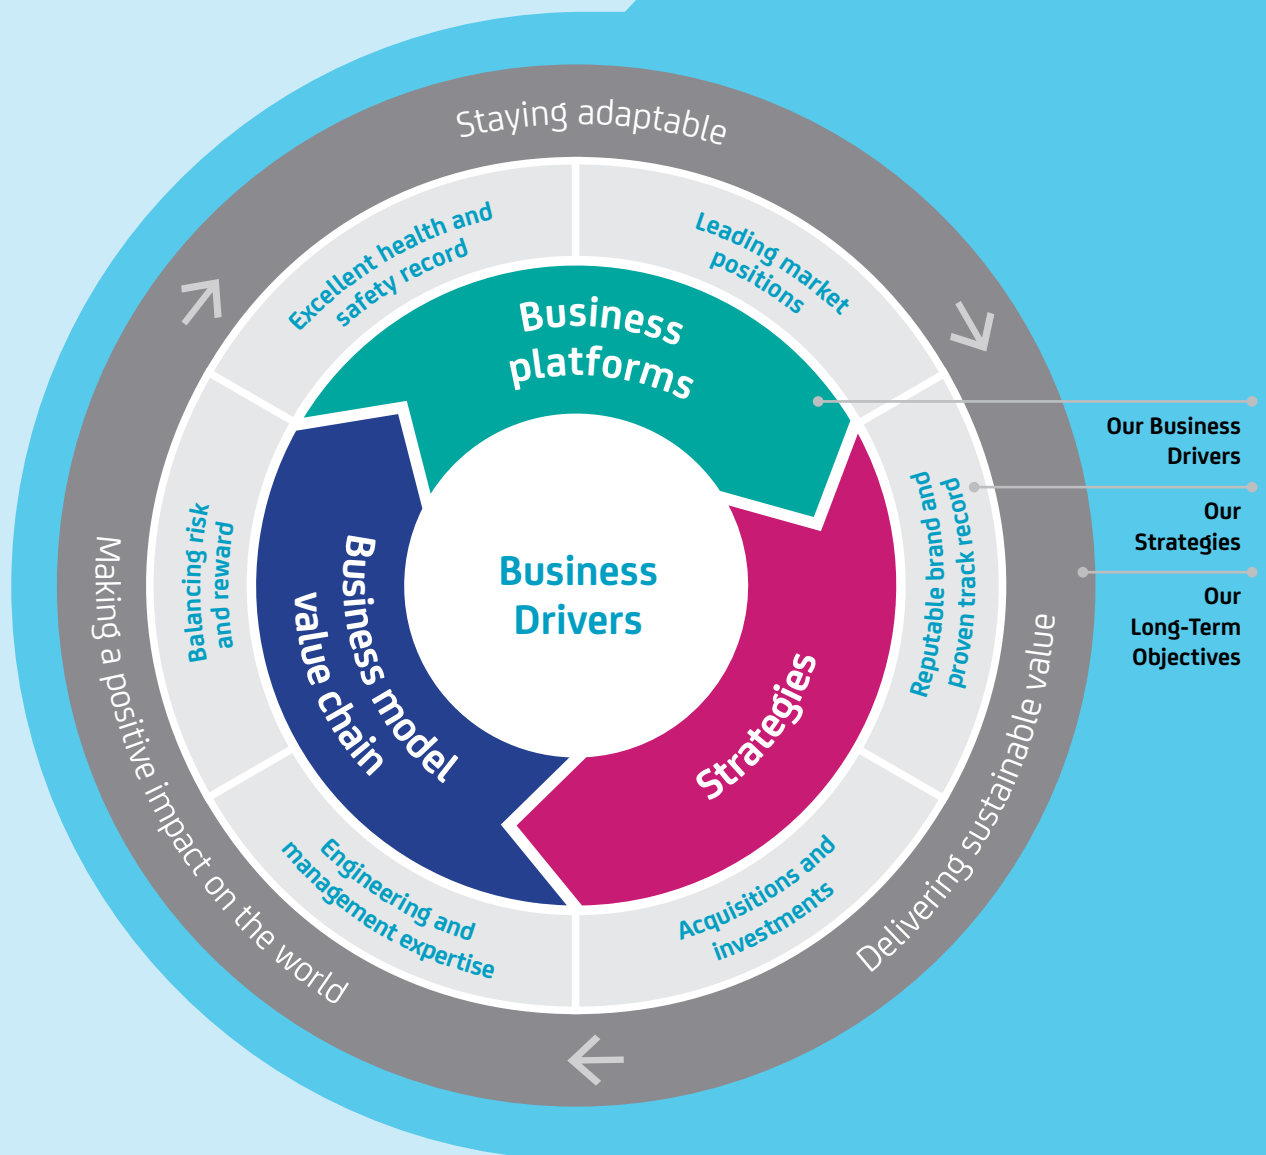 Staying adaptable
Excellent health and
safety record
Leading market
positions
Business
platforms
Our Business
Drivers
Reputable brand and
proven track record
Our
Strategies
Balancing risk
and reward
Business model
value chain
Business
Drivers
Strategies
Our
Long-Term
Objectives
Making a positive impact on the world
Delivering sustainable value
Engineering and
management expertise
Acquisitions and
investments